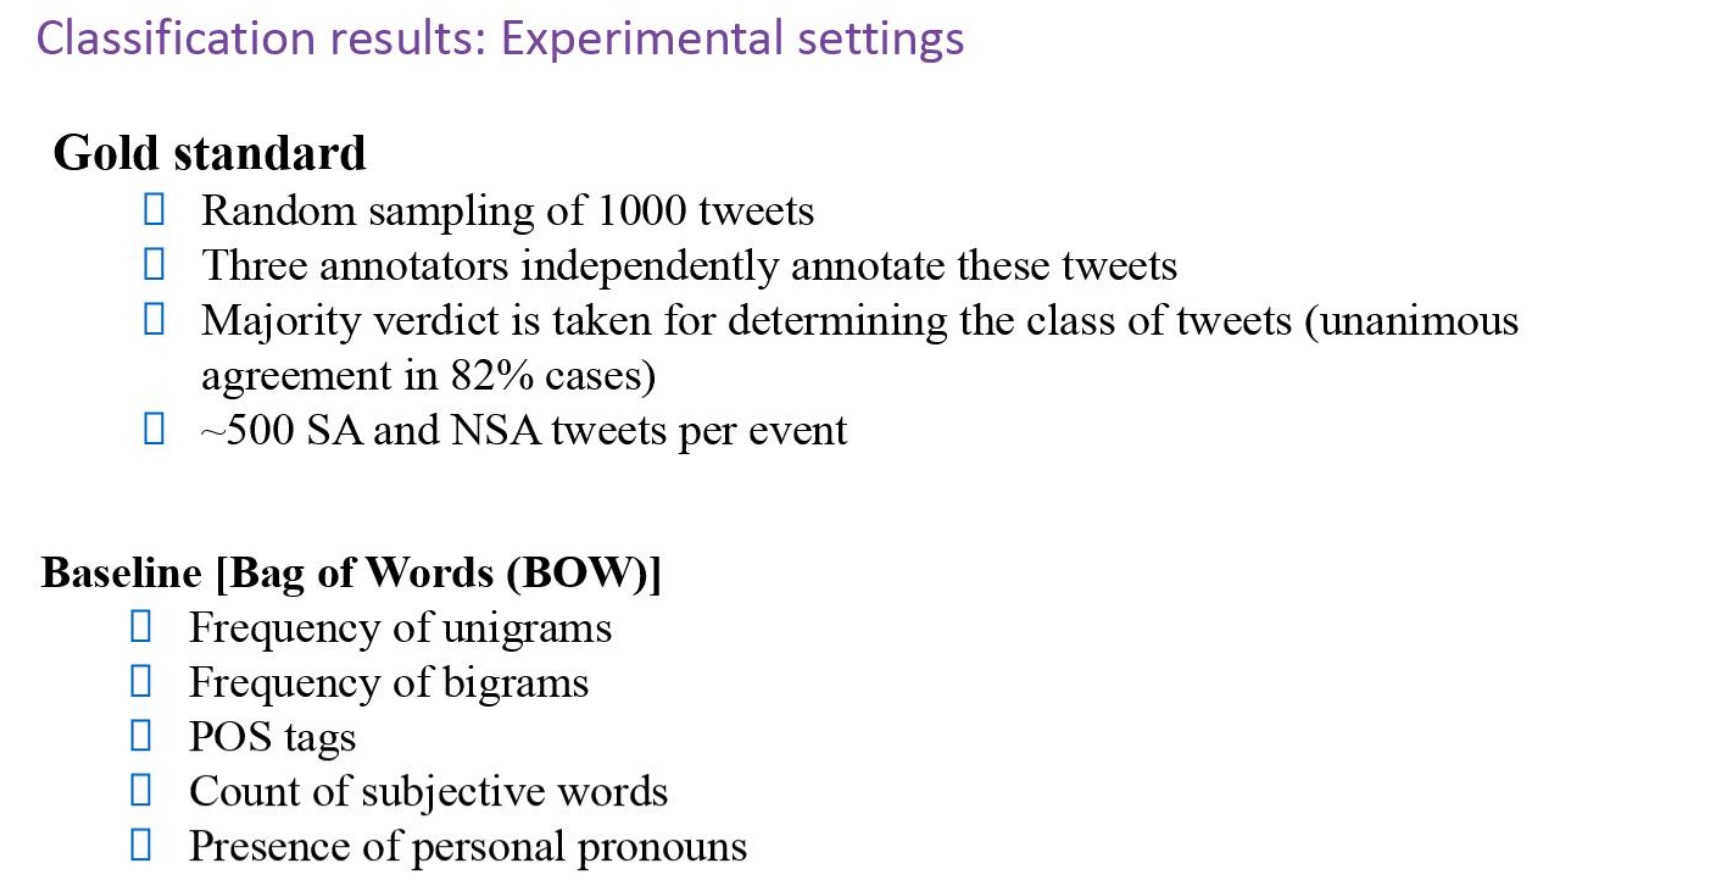 Classification results: Experimental settings
Gold standard
Random sampling of 1000 tweets
Three annotators independently annotate these tweets
Majority verdict is taken for determining the class of tweets (unanimous
agreement in 82% cases)
~500 SA and NSA tweets per event
Baseline [Bag of Words (BOW)]
Frequency of unigrams
Frequency of bigrams
POS tags
Count of subjective words
Presence of personal pronouns